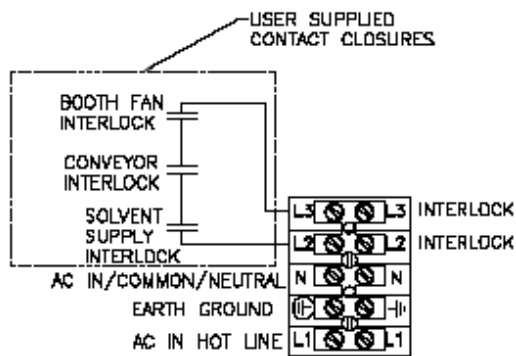 USER SUPPLIED
CONTACT CLOSURES
BOOTH FAN
INTERLOCK
CONVEYOR
INTERLOCK
SOLVENT
SUPPLY
INTERLOCK
L3 L3 INTERLOCK
L2 L2 INTERLOCK
AC IN/COMMON/NEUTRAL N N
EARTH GROUND
AC IN HOT LINE L1 L1